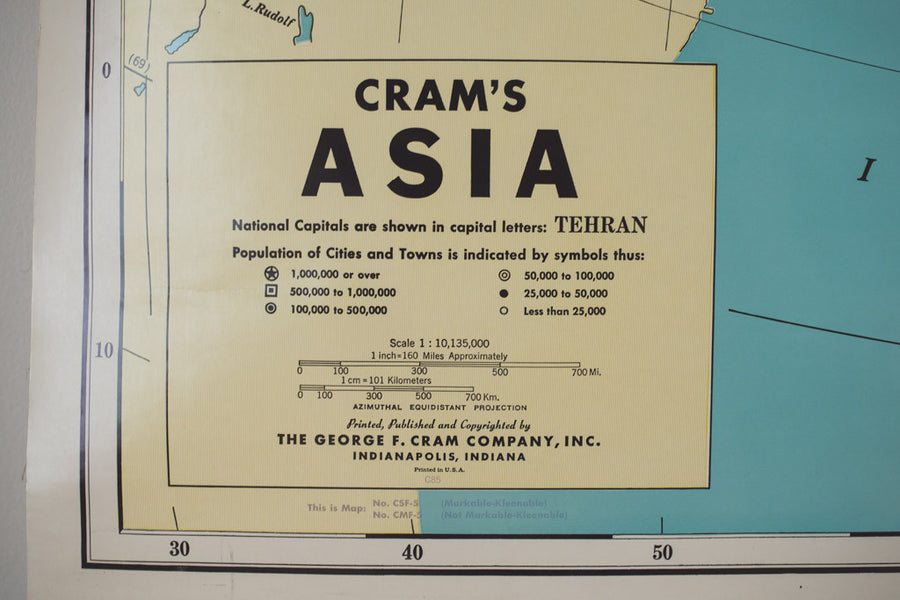 L. Rudolf
0
(69)
CRAM'S
ASIA
I
National Capitals are shown in capital letters: TEHRAN
Population of Cities and Towns is indicated by symbols thus:
1,000,000 or over
50,000 to 100,000
500,000 to 1,000,000
25,000 to 50,000
100,000 to 500,000
Less than 25,000
Scale 1 : 10,135,000
1 inch=160 Miles Approximately
0 100 300 500 700 Mi.
1 cm = 101 Kilometers
0 100 300 500 700 Km.
10
AZIMUTHAL EQUIDISTANT PROJECTION
Printed, Published and Copyrighted by
THE GEORGE F. CRAM COMPANY, INC.
INDIANAPOLIS, INDIANA
Printed in U.S.A.
C85
This is Map: No. CSF-S (Markable-Kleenable)
No. CMF-S (Not Markable-Kleenable)
30 40 50